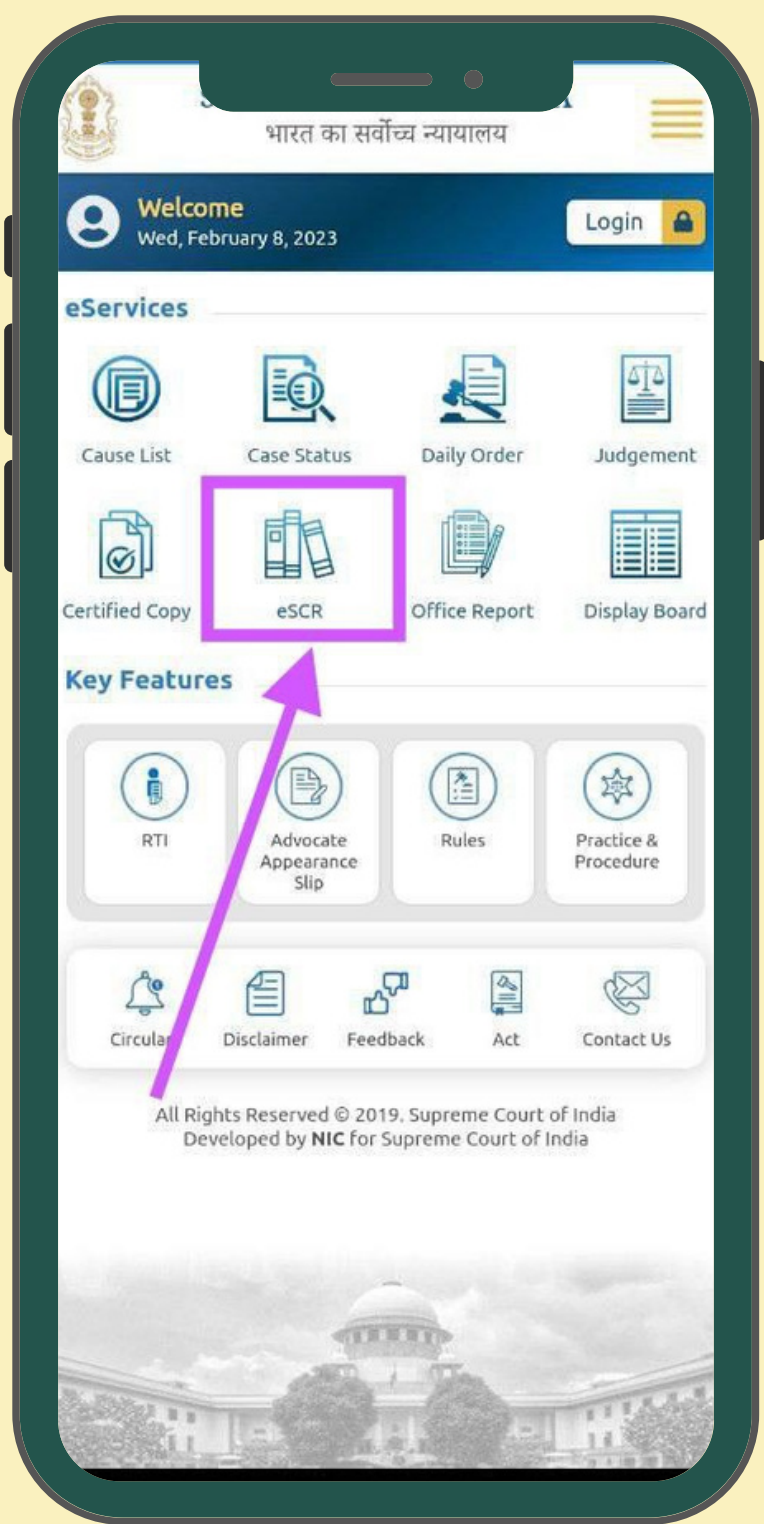 भारत का सर्वोच्च न्यायालय
Welcome
Wed, February 8, 2023
Login
eServices
Cause List
Case Status
Daily Order
Judgement
Certified Copy
eSCR
Office Report
Display Board
Key Features
RTI
Advocate
Appearance
Slip
Rules
Practice &
Procedure
Circular
Disclaimer
Feedback
Act
Contact Us
All Rights Reserved © 2019. Supreme Court of India
Developed by NIC for Supreme Court of India